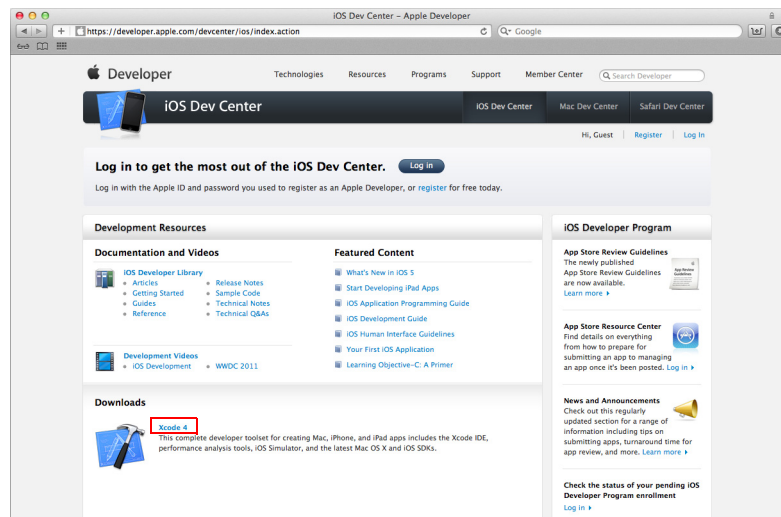 iOS Dev Center – Apple Developer
https://developer.apple.com/devcenter/ios/index.action
Google
Developer
Technologies
Resources
Programs
Support
Member Center
Search Developer
iOS Dev Center
iOS Dev Center
Mac Dev Center
Safari Dev Center
Hi, Guest
Register
Log In
Log in to get the most out of the iOS Dev Center.
Log in
Log in with the Apple ID and password you used to register as an Apple Developer, or register for free today.
Development Resources
Documentation and Videos
iOS Developer Library
Articles
Getting Started
Guides
Reference
Release Notes
Sample Code
Technical Notes
Technical Q&As
Development Videos
iOS Development
WWDC 2011
Featured Content
What's New in iOS 5
Start Developing iPad Apps
iOS Application Programming Guide
iOS Development Guide
iOS Human Interface Guidelines
Your First iOS Application
Learning Objective-C: A Primer
Downloads
Xcode 4
This complete developer toolset for creating Mac, iPhone, and iPad apps includes the Xcode IDE,
performance analysis tools, iOS Simulator, and the latest Mac OS X and iOS SDKs.
iOS Developer Program
App Store Review Guidelines
The newly published
App Store Review Guidelines
are now available.
Learn more
App Review
Guidelines
App Store Resource Center
Find details on everything
from how to prepare for
submitting an app to managing
an app once it's been posted. Log in
News and Announcements
Check out this regularly
updated section for a range of
information including tips on
submitting apps, turnaround time for
app review, and more. Learn more
Check the status of your pending iOS
Developer Program enrollment
Log in